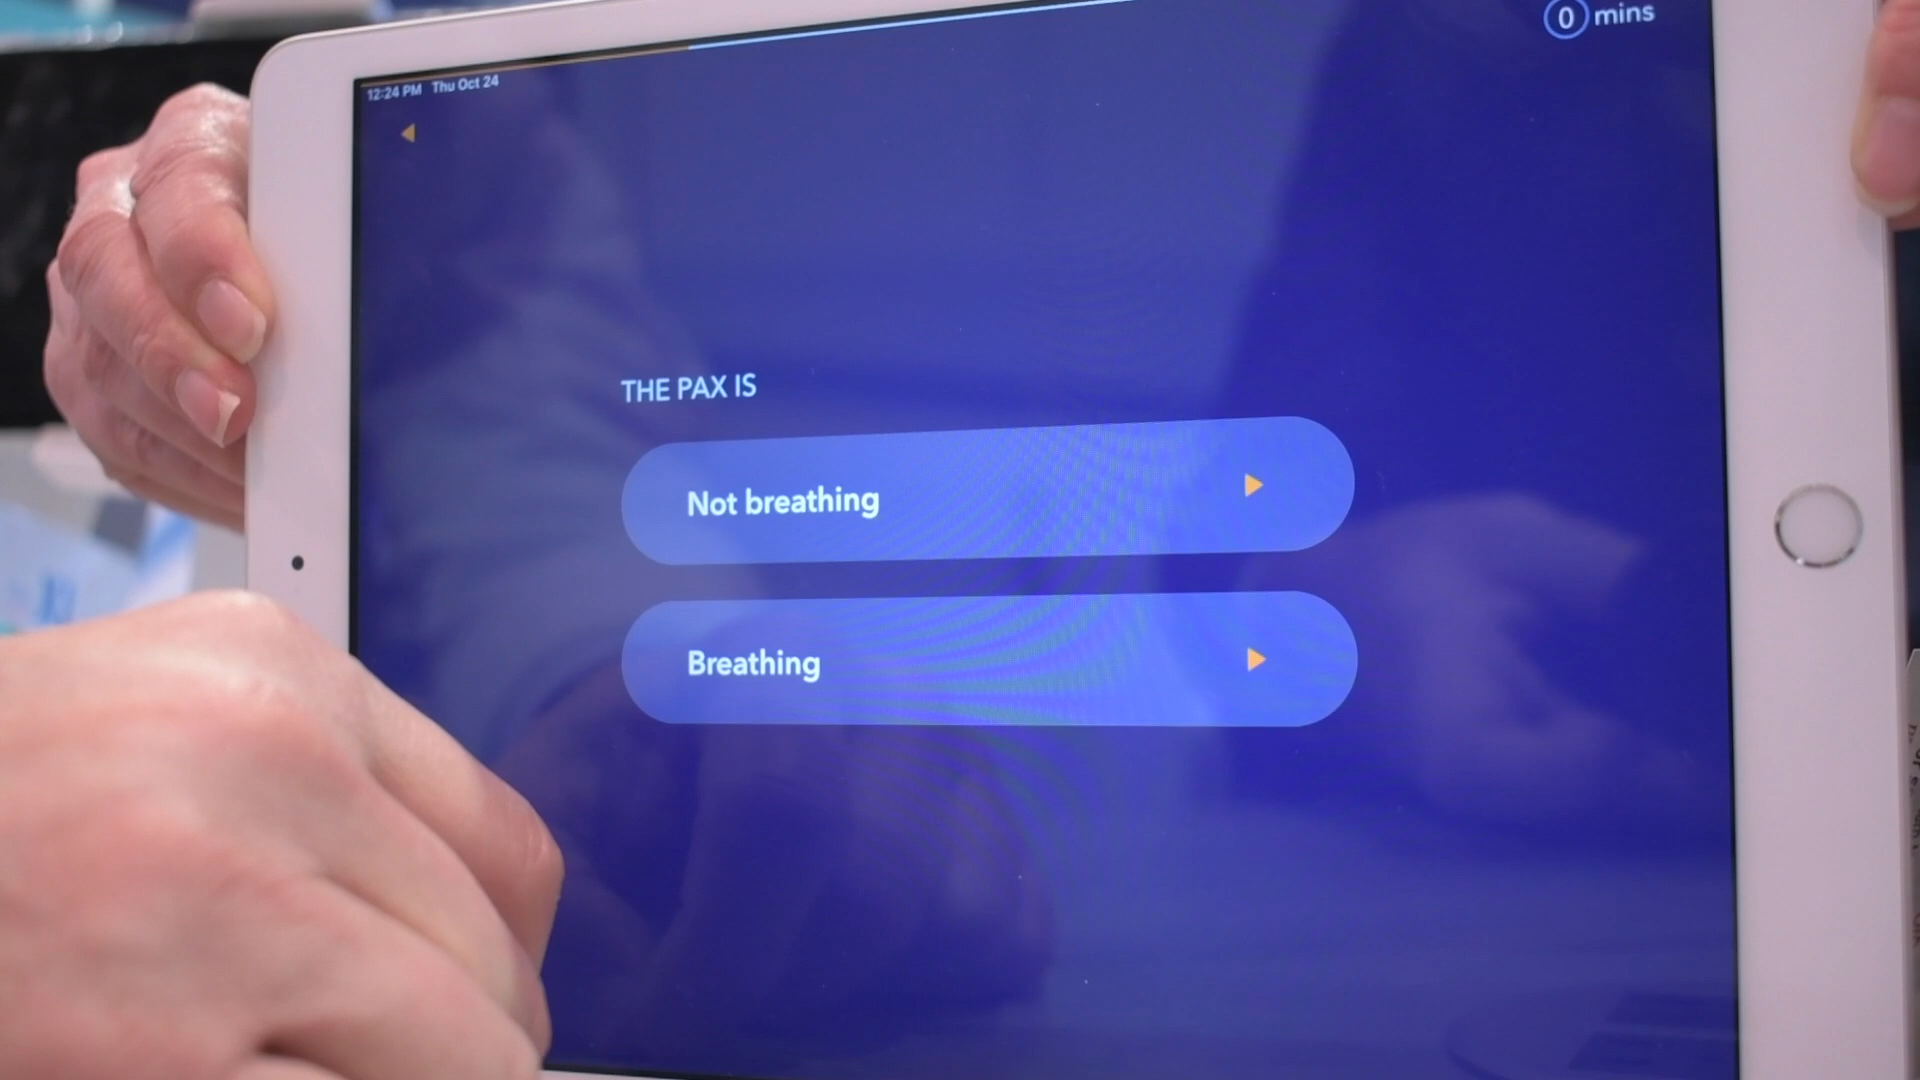 0 mins
12:24 PM Thu Oct 24
THE PAX IS
Not breathing
Breathing